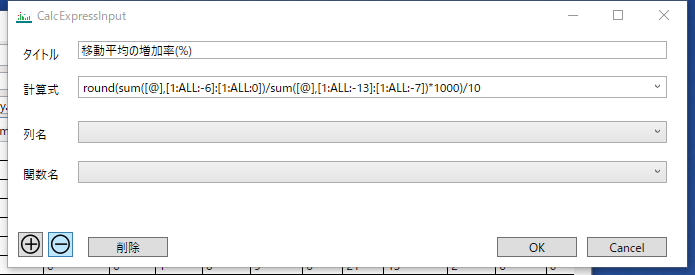 CalcExpressInput
タイトル
移動平均の増加率(%)
計算式
round(sum([@],[1:ALL:-6]:[1:ALL:0])/sum([@],[1:ALL:-13]:[1:ALL:-7])*1000)/10
列名
関数名
削除
OK
Cancel